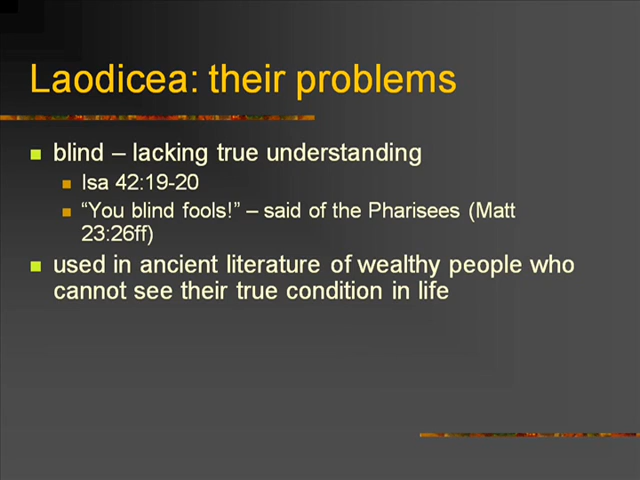 Laodicea: their problems
blind – lacking true understanding
Isa 42:19-20
“You blind fools!” – said of the Pharisees (Matt
23:26ff)
used in ancient literature of wealthy people who
cannot see their true condition in life